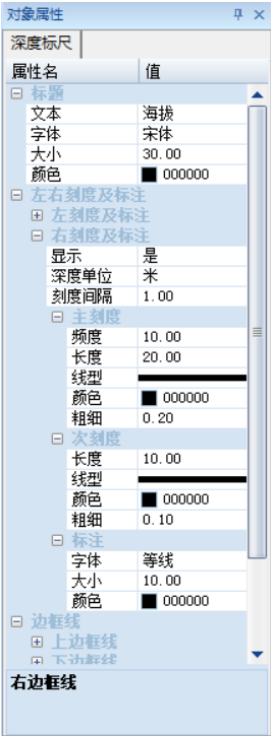 对象属性
深度标尺
属性名 值
标题
文本 海拔
字体 宋体
大小 30.00
颜色 000000
左右刻度及标注
左刻度及标注
右刻度及标注
显示 是
深度单位 米
刻度间隔 1.00
主刻度
频度 10.00
长度 20.00
线型
颜色 000000
粗细 0.20
次刻度
长度 10.00
线型
颜色 000000
粗细 0.10
标注
字体 等线
大小 10.00
颜色 000000
边框线
上边框线
下边框线
右边框线